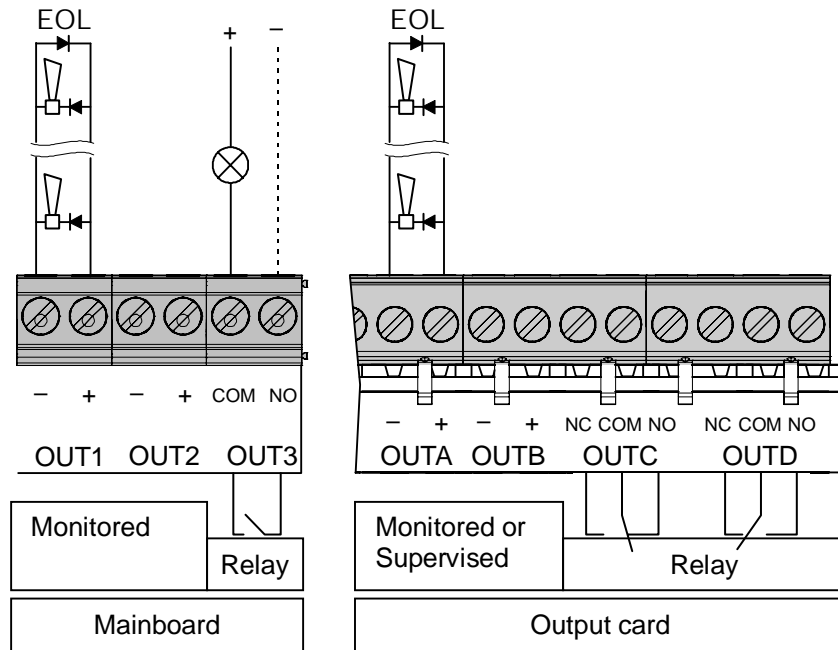 EOL EOL
+ −
− + − + COM NO
OUT1 OUT2 OUT3
− + − + NC COM NO NC COM NO
OUTA OUTB OUTC OUTD
Monitored
Relay
Monitored or
Supervised
Relay
Mainboard
Output card